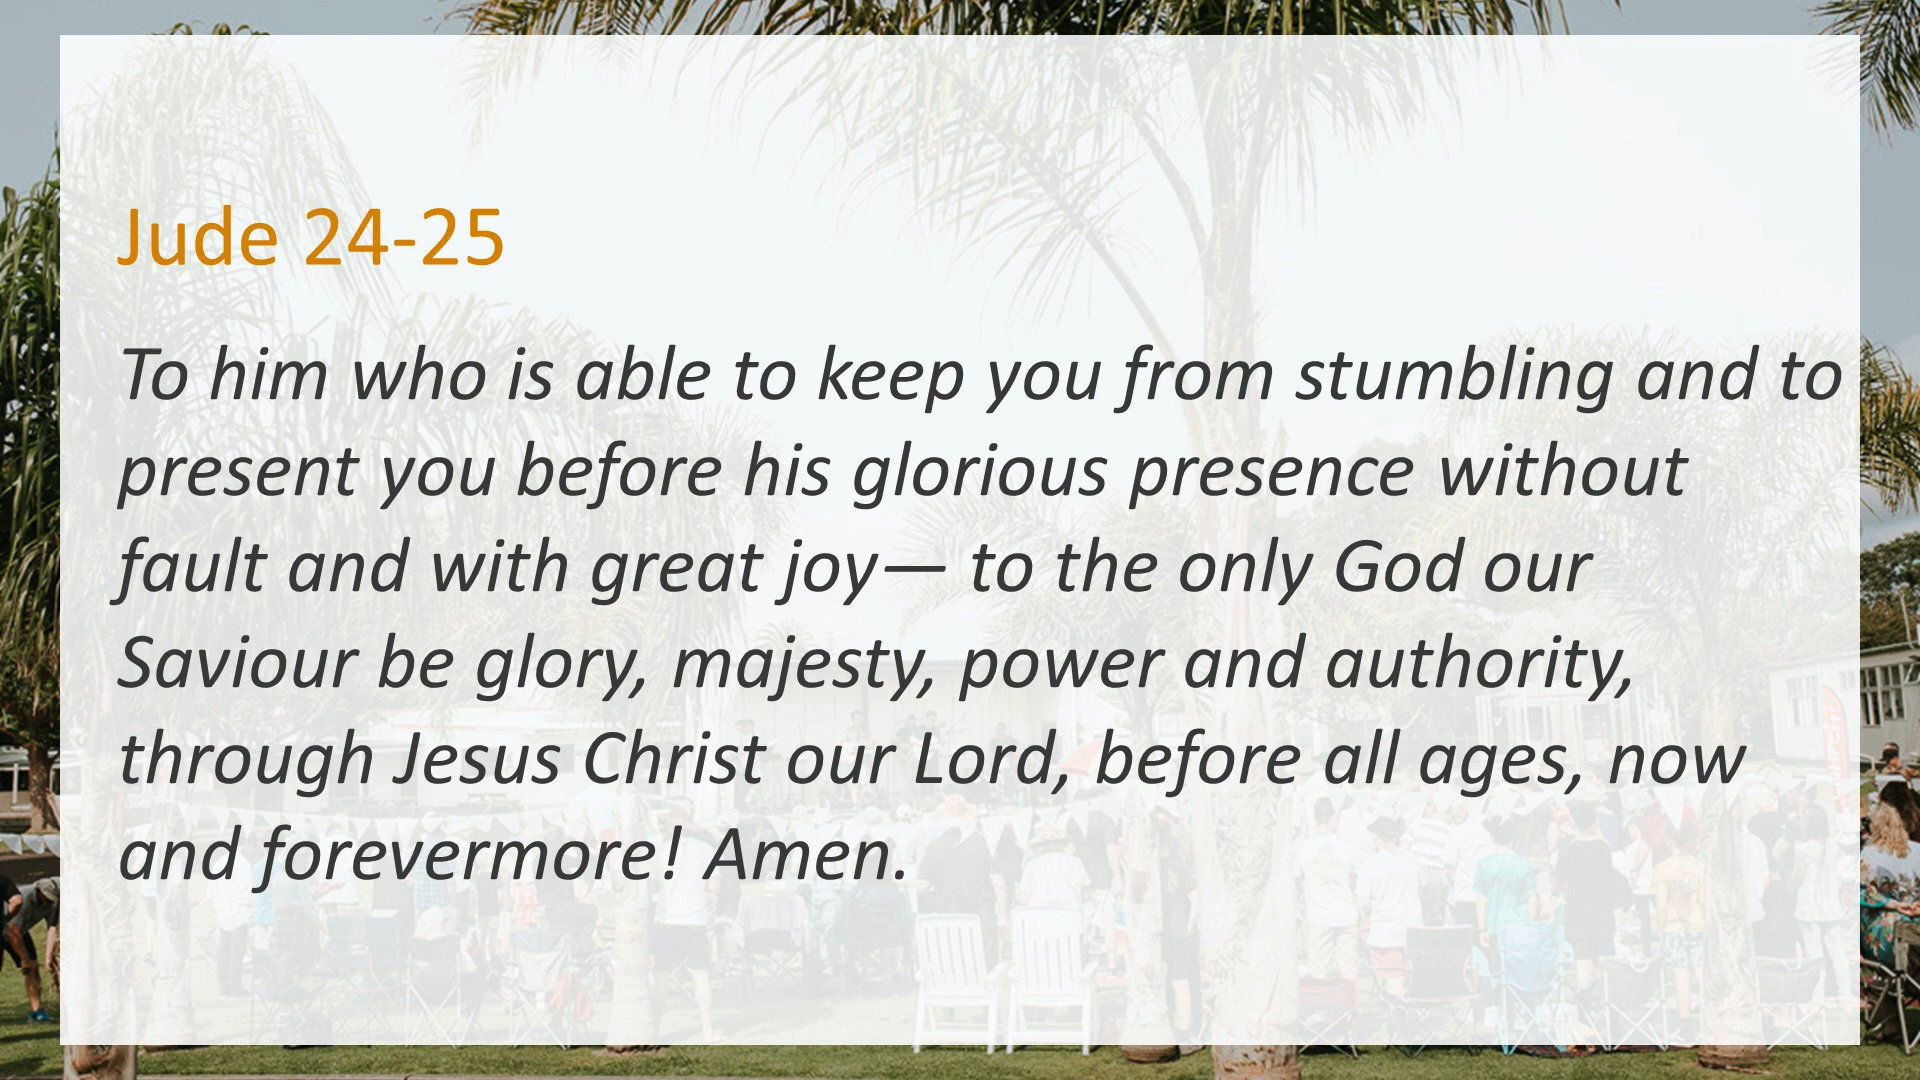 Jude 24-25
To him who is able to keep you from stumbling and to
present you before his glorious presence without
fault and with great joy— to the only God our
Saviour be glory, majesty, power and authority,
through Jesus Christ our Lord, before all ages, now
and forevermore! Amen.